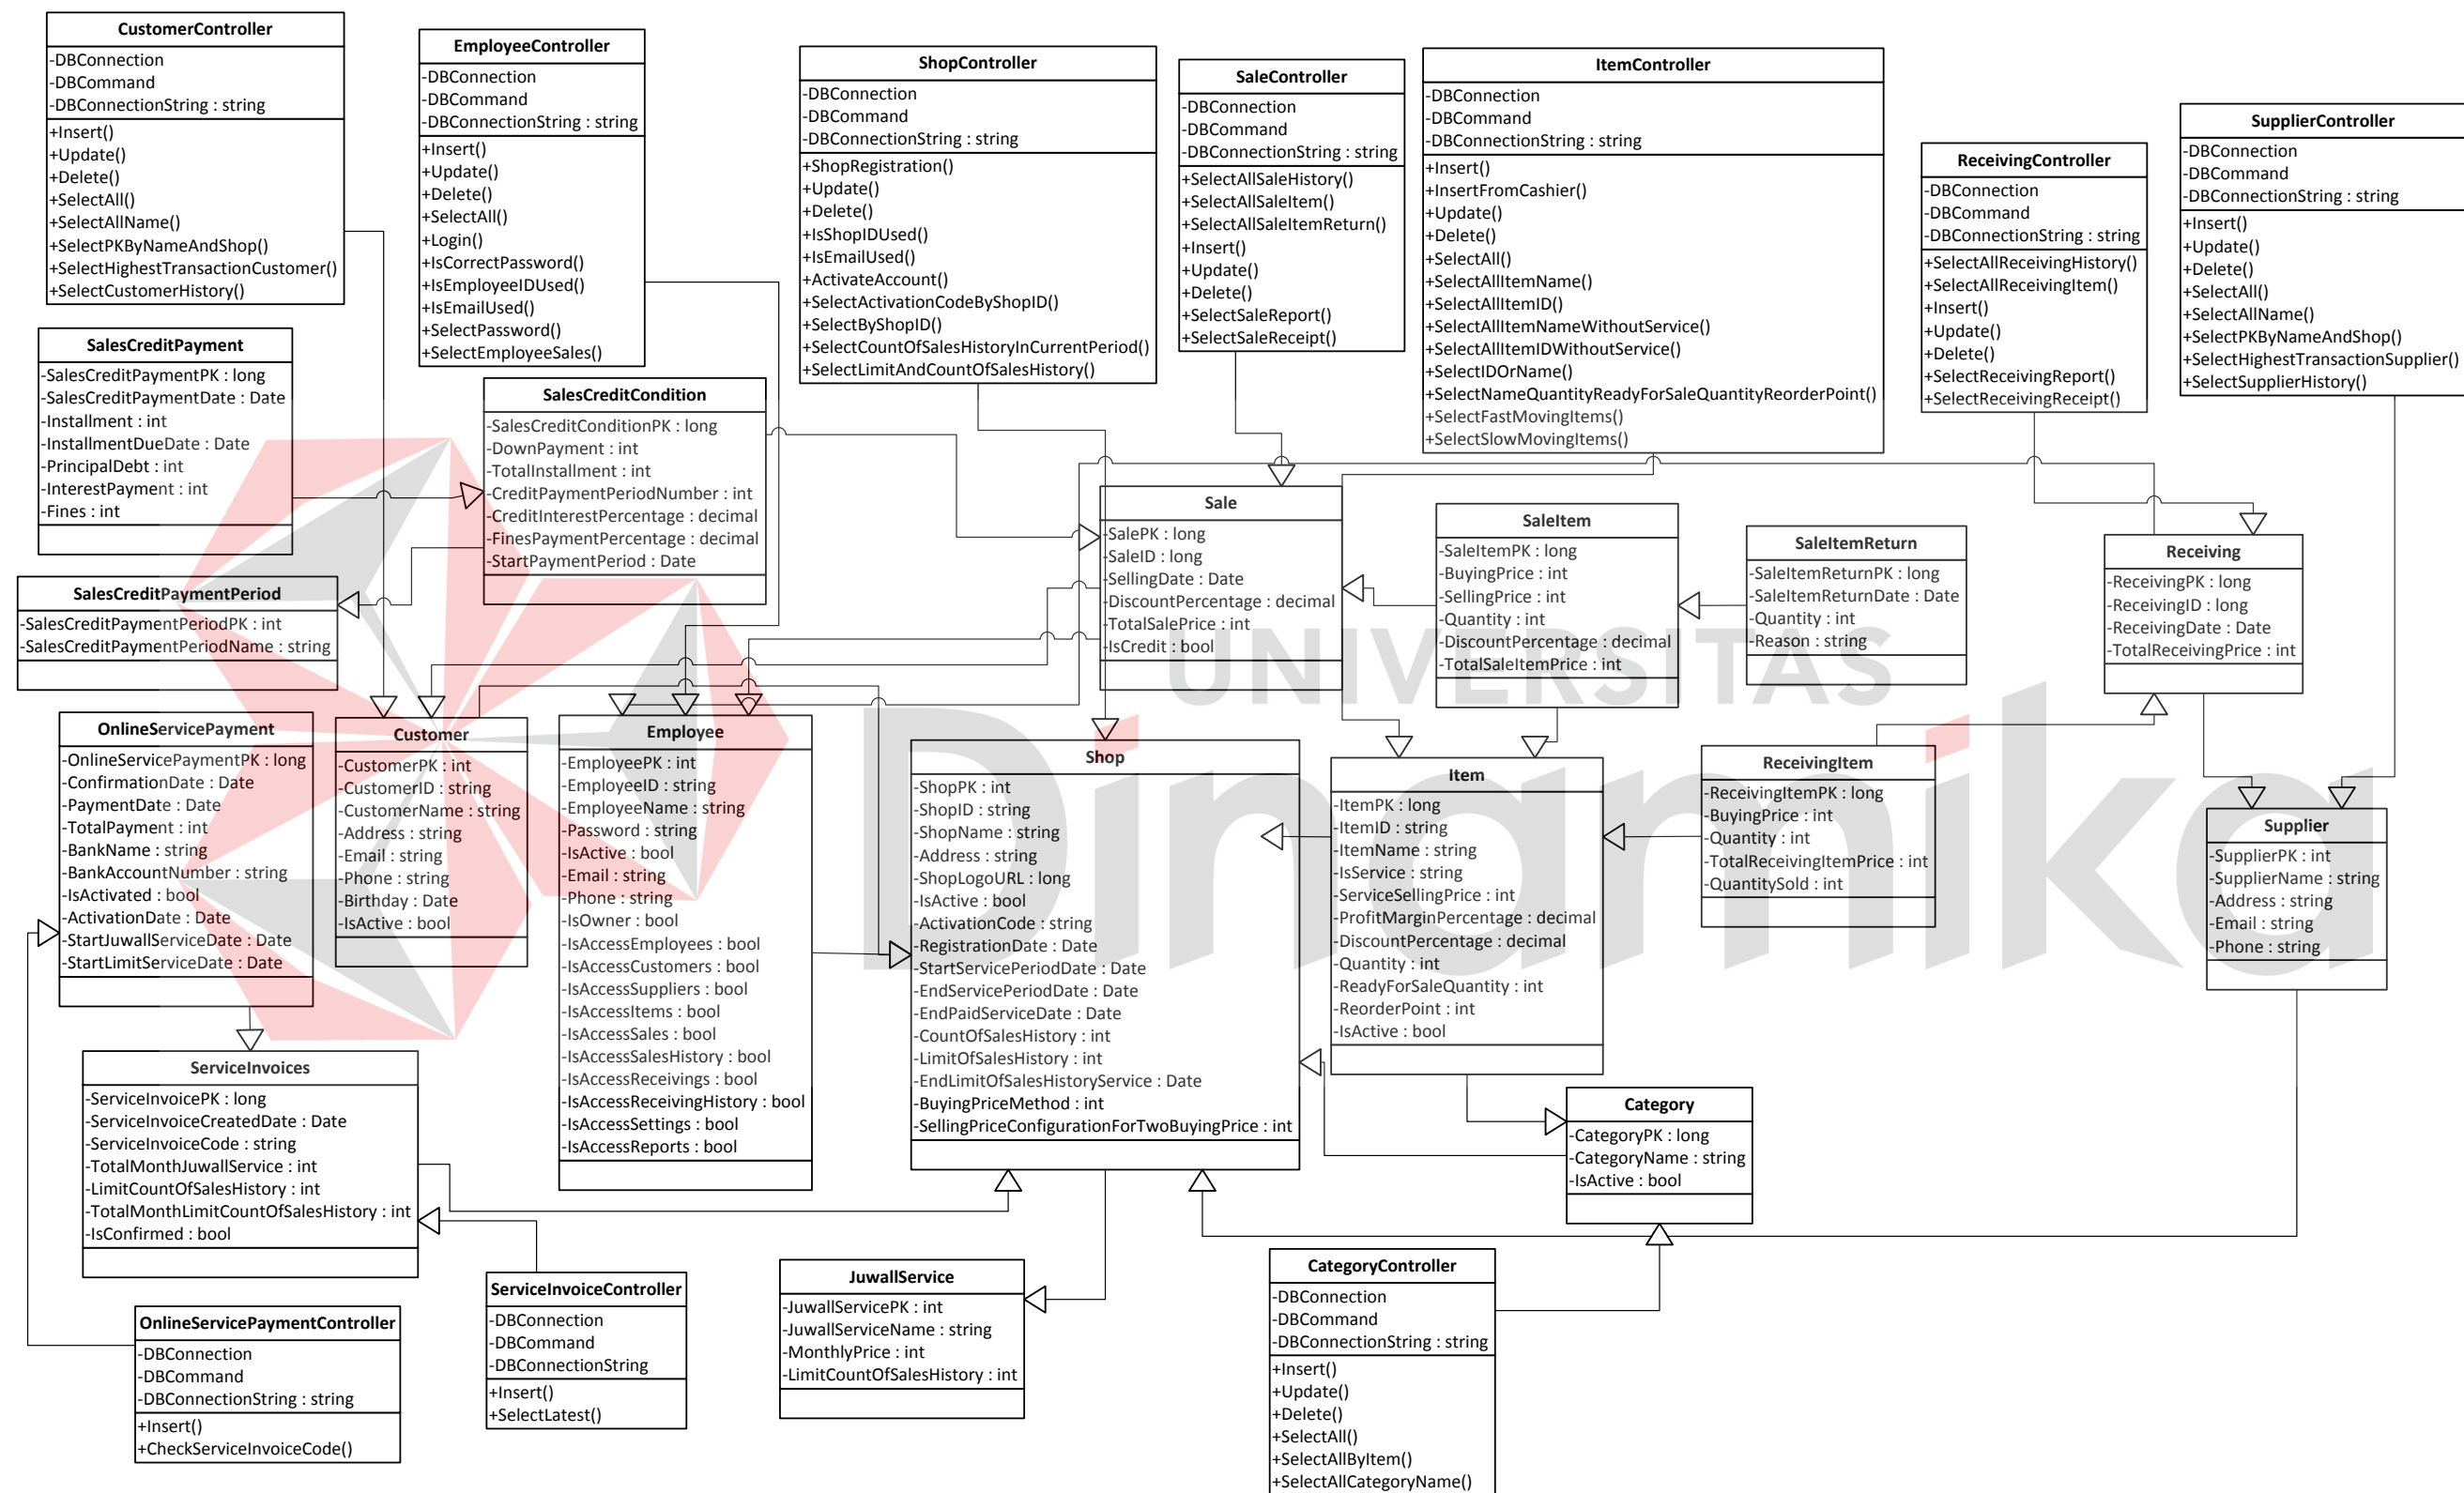 CustomerController
-DBConnection
-DBCommand
-DBConnectionString : string
+Insert()
+Update()
+Delete()
+SelectAll()
+SelectAllName()
+SelectPKByNameAndShop()
+SelectHighestTransactionCustomer()
+SelectCustomerHistory()
EmployeeController
-DBConnection
-DBCommand
-DBConnectionString : string
+Insert()
+Update()
+Delete()
+SelectAll()
+Login()
+IsCorrectPassword()
+IsEmployeeIDUsed()
+IsEmailUsed()
+SelectPassword()
+SelectEmployeeSales()
ShopController
-DBConnection
-DBCommand
-DBConnectionString : string
+ShopRegistration()
+Update()
+Delete()
+IsShopIDUsed()
+IsEmailUsed()
+ActivateAccount()
+SelectActivationCodeByShopID()
+SelectByShopID()
+SelectCountOfSalesHistoryInCurrentPeriod()
+SelectLimitAndCountOfSalesHistory()
SaleController
-DBConnection
-DBCommand
-DBConnectionString : string
+SelectAllSaleHistory()
+SelectAllSaleItem()
+SelectAllSaleItemReturn()
+Insert()
+Update()
+Delete()
+SelectSaleReport()
+SelectSaleReceipt()
ItemController
-DBConnection
-DBCommand
-DBConnectionString : string
+Insert()
+InsertFromCashier()
+Update()
+Delete()
+SelectAll()
+SelectAllItemName()
+SelectAllItemID()
+SelectAllItemNameWithoutService()
+SelectAllItemIDWithoutService()
+SelectIDOrName()
+SelectNameQuantityReadyForSaleQuantityReorderPoint()
+SelectFastMovingItems()
+SelectSlowMovingItems()
ReceivingController
-DBConnection
-DBCommand
-DBConnectionString : string
+SelectAllReceivingHistory()
+SelectAllReceivingItem()
+Insert()
+Update()
+Delete()
+SelectReceivingReport()
+SelectReceivingReceipt()
SupplierController
-DBConnection
-DBCommand
-DBConnectionString : string
+Insert()
+Update()
+Delete()
+SelectAll()
+SelectAllName()
+SelectPKByNameAndShop()
+SelectHighestTransactionSupplier()
+SelectSupplierHistory()
SalesCreditPayment
-SalesCreditPaymentPK : long
-SalesCreditPaymentDate : Date
-Installment : int
-InstallmentDueDate : Date
-PrincipalDebt : int
-InterestPayment : int
-Fines : int
SalesCreditCondition
-SalesCreditConditionPK : long
-DownPayment : int
-TotalInstallment : int
-CreditPaymentPeriodNumber : int
-CreditInterestPercentage : decimal
-FinesPaymentPercentage : decimal
-StartPaymentPeriod : Date
SalesCreditPaymentPeriod
-SalesCreditPaymentPeriodPK : int
-SalesCreditPaymentPeriodName : string
Sale
-SalePK : long
-SaleID : long
-SellingDate : Date
-DiscountPercentage : decimal
-TotalSalePrice : int
-IsCredit : bool
SaleItem
-SaleItemPK : long
-BuyingPrice : int
-SellingPrice : int
-Quantity : int
-DiscountPercentage : decimal
-TotalSaleItemPrice : int
SaleItemReturn
-SaleItemReturnPK : long
-SaleItemReturnDate : Date
-Quantity : int
-Reason : string
Receiving
-ReceivingPK : long
-ReceivingID : long
-ReceivingDate : Date
-TotalReceivingPrice : int
UNIVERSITAS
Dinamika
OnlineServicePayment
-OnlineServicePaymentPK : long
-ConfirmationDate : Date
-PaymentDate : Date
-TotalPayment : int
-BankName : string
-BankAccountNumber : string
-IsActivated : bool
-ActivationDate : Date
-StartJuwallServiceDate : Date
-StartLimitServiceDate : Date
Customer
-CustomerPK : int
-CustomerID : string
-CustomerName : string
-Address : string
-Email : string
-Phone : string
-Birthday : Date
-IsActive : bool
Employee
-EmployeePK : int
-EmployeeID : string
-EmployeeName : string
-Password : string
-IsActive : bool
-Email : string
-Phone : string
-IsOwner : bool
-IsAccessEmployees : bool
-IsAccessCustomers : bool
-IsAccessSuppliers : bool
-IsAccessItems : bool
-IsAccessSales : bool
-IsAccessSalesHistory : bool
-IsAccessReceivings : bool
-IsAccessReceivingHistory : bool
-IsAccessSettings : bool
-IsAccessReports : bool
Shop
-ShopPK : int
-ShopID : string
-ShopName : string
-Address : string
-ShopLogoURL : long
-IsActive : bool
-ActivationCode : string
-RegistrationDate : Date
-StartServicePeriodDate : Date
-EndServicePeriodDate : Date
-EndPaidServiceDate : Date
-CountOfSalesHistory : int
-LimitOfSalesHistory : int
-EndLimitOfSalesHistoryService : Date
-BuyingPriceMethod : int
-SellingPriceConfigurationForTwoBuyingPrice : int
Item
-ItemPK : long
-ItemID : string
-ItemName : string
-IsService : string
-ServiceSellingPrice : int
-ProfitMarginPercentage : decimal
-DiscountPercentage : decimal
-Quantity : int
-ReadyForSaleQuantity : int
-ReorderPoint : int
-IsActive : bool
ReceivingItem
-ReceivingItemPK : long
-BuyingPrice : int
-Quantity : int
-TotalReceivingItemPrice : int
-QuantitySold : int
Supplier
-SupplierPK : int
-SupplierName : string
-Address : string
-Email : string
-Phone : string
ServiceInvoices
-ServiceInvoicePK : long
-ServiceInvoiceCreatedDate : Date
-ServiceInvoiceCode : string
-TotalMonthJuwallService : int
-LimitCountOfSalesHistory : int
-TotalMonthLimitCountOfSalesHistory : int
-IsConfirmed : bool
Category
-CategoryPK : long
-CategoryName : string
-IsActive : bool
OnlineServicePaymentController
-DBConnection
-DBCommand
-DBConnectionString : string
+Insert()
+CheckServiceInvoiceCode()
ServiceInvoiceController
-DBConnection
-DBCommand
-DBConnectionString
+Insert()
+SelectLatest()
JuwallService
-JuwallServicePK : int
-JuwallServiceName : string
-MonthlyPrice : int
-LimitCountOfSalesHistory : int
CategoryController
-DBConnection
-DBCommand
-DBConnectionString : string
+Insert()
+Update()
+Delete()
+SelectAll()
+SelectAllByItem()
+SelectAllCategoryName()